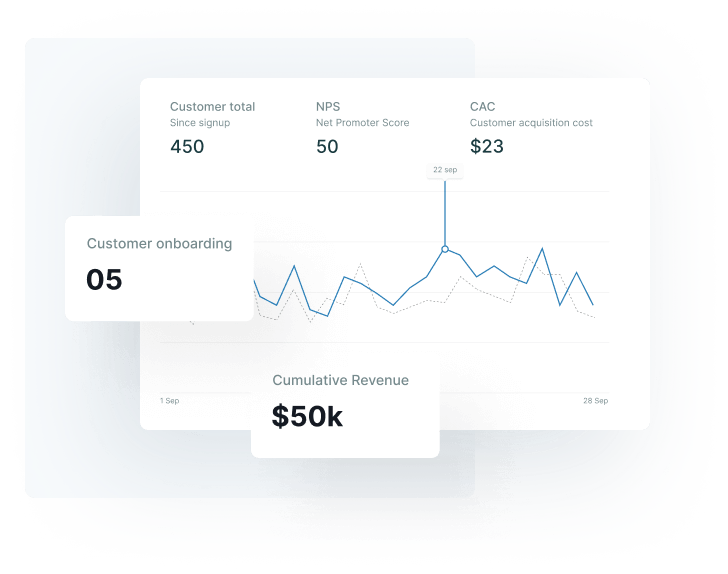 Customer total
Since signup
450
NPS
Net Promoter Score
50
CAC
Customer acquisition cost
$23
22 sep
Customer onboarding
05
Cumulative Revenue
$50k
1 Sep
28 Sep